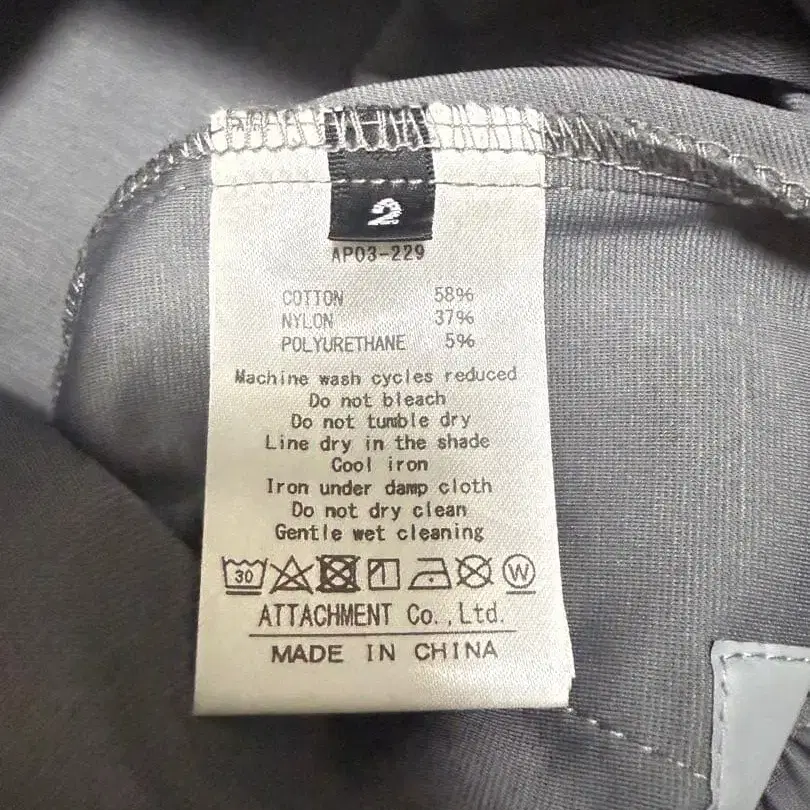 2
AP03-229
COTTON 58%
NYLON 37%
POLYURETHANE 5%
Machine wash cycles reduced
Do not bleach
Do not tumble dry
Line dry in the shade
Cool iron
Iron under damp cloth
Do not dry clean
Gentle wet cleaning
30 W
ATTACHMENT Co.,Ltd.
MADE IN CHINA